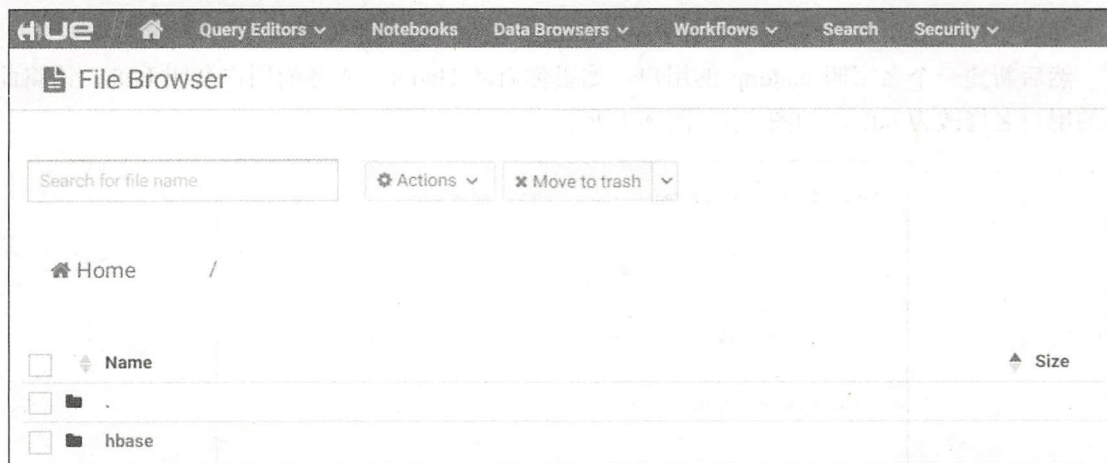 HUE Query Editors Notebooks Data Browsers Workflows Search Security
File Browser
Search for file name Actions Move to trash
Home /
Name Size
.
hbase